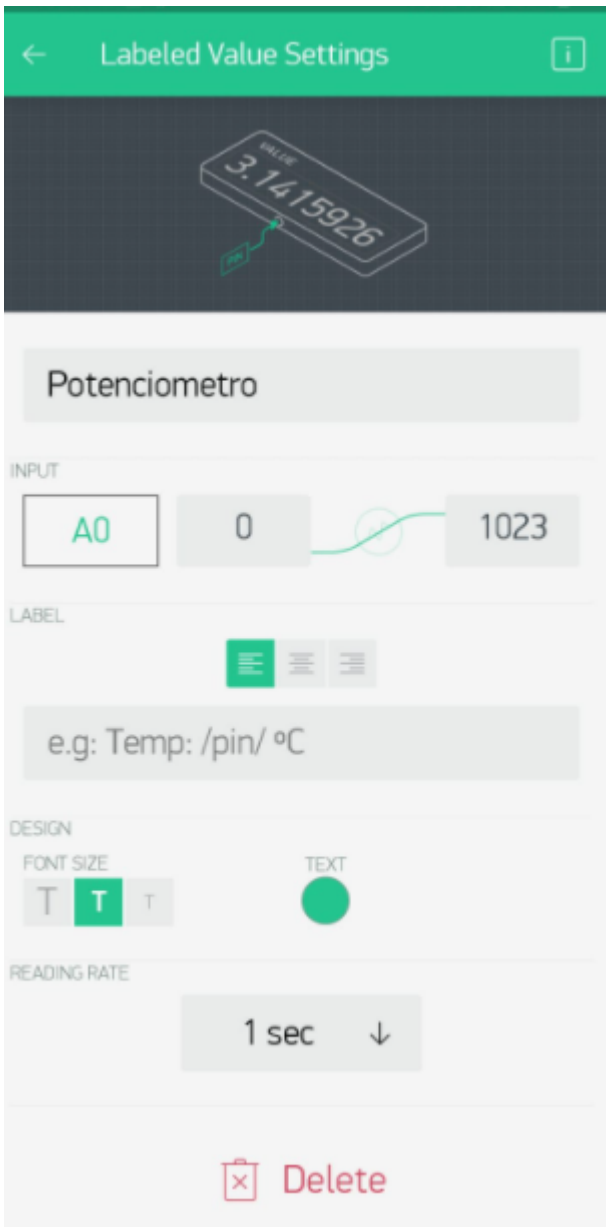 Labeled Value Settings
i
VALUE
3.1415926
PIN
Potenciometro
INPUT
A0 0 1023
LABEL
e.g: Temp: /pin/ ºC
DESIGN
FONT SIZE TEXT
T T T
READING RATE
1 sec
Delete